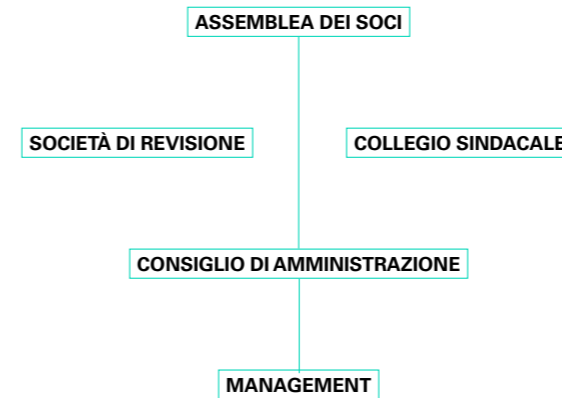 ASSEMBLEA DEI SOCI
SOCIETÀ DI REVISIONE
COLLEGIO SINDACALE
CONSIGLIO DI AMMINISTRAZIONE
MANAGEMENT